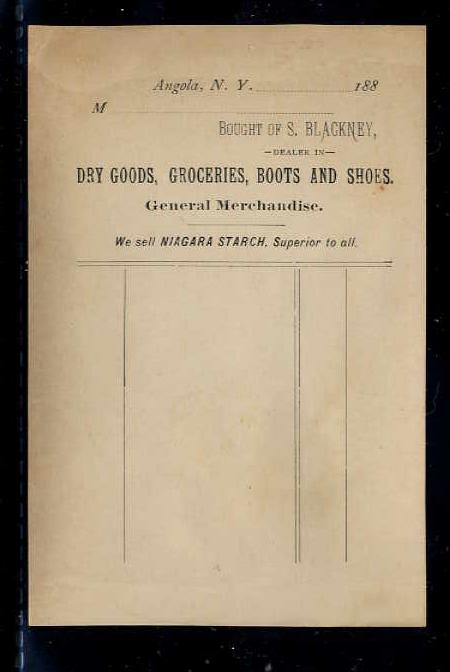 Angola, N. Y. 188
M
BOUGHT OF S. BLACKNEY,
—DEALER IN—
DRY GOODS, GROCERIES, BOOTS AND SHOES.
General Merchandise.
We sell NIAGARA STARCH, Superior to all.